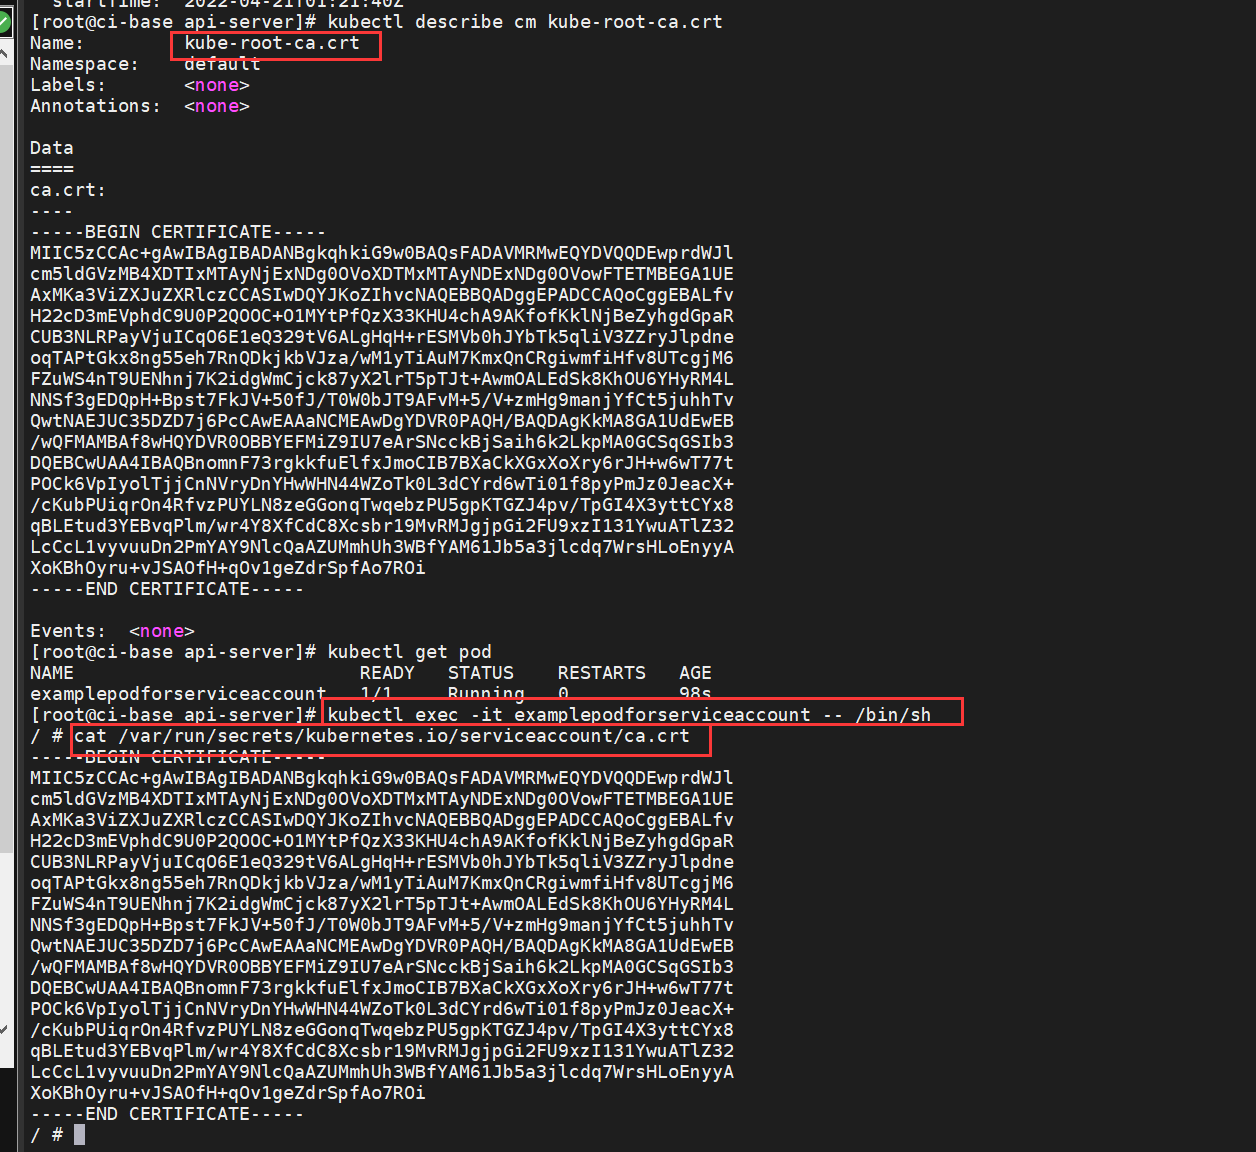 startTime: "2022-04-21T01:21:40Z"
[root@ci-base api-server]# kubectl describe cm kube-root-ca.crt
Name:         kube-root-ca.crt
Namespace:    default
Labels:       <none>
Annotations:  <none>

Data
====
ca.crt:
----
-----BEGIN CERTIFICATE-----
MIIC5zCCAc+gAwIBAgIBADANBgkqhkiG9w0BAQsFADAVMRMwEQYDVQQDEwprdWJl
cm5ldGVzMB4XDTIxMTAyNjExNDg0OVoXDTMxMTAyNDExNDg0OVowFTETMBEGA1UE
AxMKa3ViZXJuZXRlczCCASIwDQYJKoZIhvcNAQEBBQADggEPADCCAQoCggEBALfv
H22cD3mEVphdC9U0P2QOOC+O1MYtPfQzX33KHU4chA9AKfofKklNjBeZyhgdGpaR
CUB3NLRPayVjuICqO6E1eQ329tV6ALgHqH+rESMVb0hJYbTk5qliV3ZZryJlpdne
oqTAPtGkx8ng55eh7RnQDkjkbVJza/wM1yTiAuM7KmxQnCRgiwmfiHfv8UTcgjM6
FZuWS4nT9UENhnj7K2idgWmCjck87yX2lrT5pTJt+AwmOALEdSk8KhOU6YHyRM4L
NNSf3gEDQpH+Bpst7FkJV+50fJ/T0W0bJT9AFvM+5/V+zmHg9manjYfCt5juhhTv
QwtNAEJUC35DZD7j6PcCAwEAAaNCMEAwDgYDVR0PAQH/BAQDAgKkMA8GA1UdEwEB
/wQFMAMBAf8wHQYDVR0OBBYEFMiZ9IU7eArSNcckBjSaih6k2LkpMA0GCSqGSIb3
DQEBCwUAA4IBAQBnomnF73rgkkfuElfxJmoCIB7BXaCkXGxXoXry6rJH+w6wT77t
POCk6VpIyolTjjCnNVryDnYHwWHN44WZoTk0L3dCYrd6wTi01f8pyPmJz0JeacX+
/cKubPUiqrOn4RfvzPUYLN8zeGGonqTwqebzPU5gpKTGZJ4pv/TpGI4X3yttCYx8
qBLEtud3YEBvqPlm/wr4Y8XfCdC8Xcsbr19MvRMJgjpGi2FU9xzI131YwuATlZ32
LcCcL1vyvuuDn2PmYAY9NlcQaAZUMmhUh3WBfYAM61Jb5a3jlcdq7WrsHLoEnyyA
XoKBhOyru+vJSAOfH+qOv1geZdrSpfAo7ROi
-----END CERTIFICATE-----

Events:  <none>
[root@ci-base api-server]# kubectl get pod
NAME                          READY   STATUS    RESTARTS   AGE
examplepodforserviceaccount   1/1     Running   0          98s
[root@ci-base api-server]# kubectl exec -it examplepodforserviceaccount -- /bin/sh
/ # cat /var/run/secrets/kubernetes.io/serviceaccount/ca.crt
-----BEGIN CERTIFICATE-----
MIIC5zCCAc+gAwIBAgIBADANBgkqhkiG9w0BAQsFADAVMRMwEQYDVQQDEwprdWJl
cm5ldGVzMB4XDTIxMTAyNjExNDg0OVoXDTMxMTAyNDExNDg0OVowFTETMBEGA1UE
AxMKa3ViZXJuZXRlczCCASIwDQYJKoZIhvcNAQEBBQADggEPADCCAQoCggEBALfv
H22cD3mEVphdC9U0P2QOOC+O1MYtPfQzX33KHU4chA9AKfofKklNjBeZyhgdGpaR
CUB3NLRPayVjuICqO6E1eQ329tV6ALgHqH+rESMVb0hJYbTk5qliV3ZZryJlpdne
oqTAPtGkx8ng55eh7RnQDkjkbVJza/wM1yTiAuM7KmxQnCRgiwmfiHfv8UTcgjM6
FZuWS4nT9UENhnj7K2idgWmCjck87yX2lrT5pTJt+AwmOALEdSk8KhOU6YHyRM4L
NNSf3gEDQpH+Bpst7FkJV+50fJ/T0W0bJT9AFvM+5/V+zmHg9manjYfCt5juhhTv
QwtNAEJUC35DZD7j6PcCAwEAAaNCMEAwDgYDVR0PAQH/BAQDAgKkMA8GA1UdEwEB
/wQFMAMBAf8wHQYDVR0OBBYEFMiZ9IU7eArSNcckBjSaih6k2LkpMA0GCSqGSIb3
DQEBCwUAA4IBAQBnomnF73rgkkfuElfxJmoCIB7BXaCkXGxXoXry6rJH+w6wT77t
POCk6VpIyolTjjCnNVryDnYHwWHN44WZoTk0L3dCYrd6wTi01f8pyPmJz0JeacX+
/cKubPUiqrOn4RfvzPUYLN8zeGGonqTwqebzPU5gpKTGZJ4pv/TpGI4X3yttCYx8
qBLEtud3YEBvqPlm/wr4Y8XfCdC8Xcsbr19MvRMJgjpGi2FU9xzI131YwuATlZ32
LcCcL1vyvuuDn2PmYAY9NlcQaAZUMmhUh3WBfYAM61Jb5a3jlcdq7WrsHLoEnyyA
XoKBhOyru+vJSAOfH+qOv1geZdrSpfAo7ROi
-----END CERTIFICATE-----
/ #